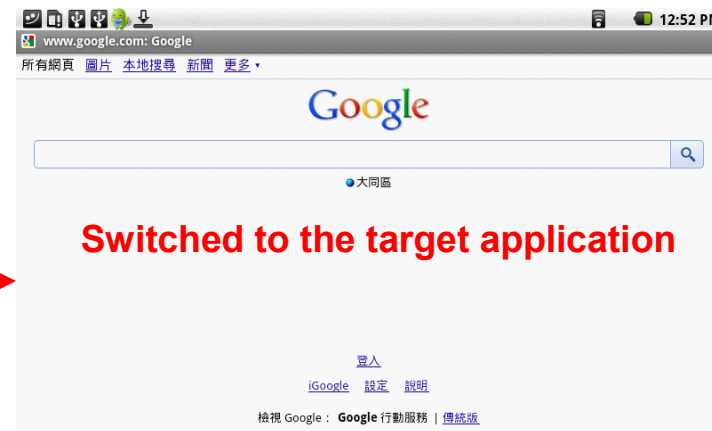 12:52 PM
www.google.com: Google
所有網頁 圖片 本地搜尋 新聞 更多
Google
大同區
Switched to the target application
登入
iGoogle 設定 說明
檢視 Google： Google 行動服務 | 傳統版